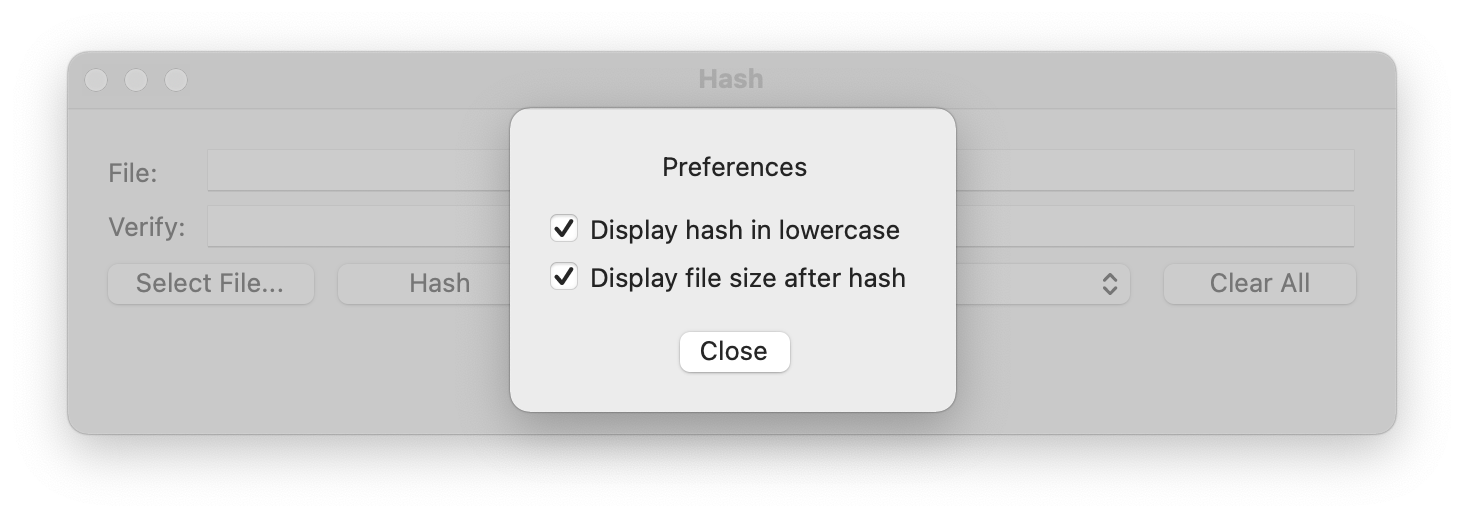 Hash
Preferences
File:
Display hash in lowercase
Verify:
Display file size after hash
Select File...
Hash
Clear All
Close